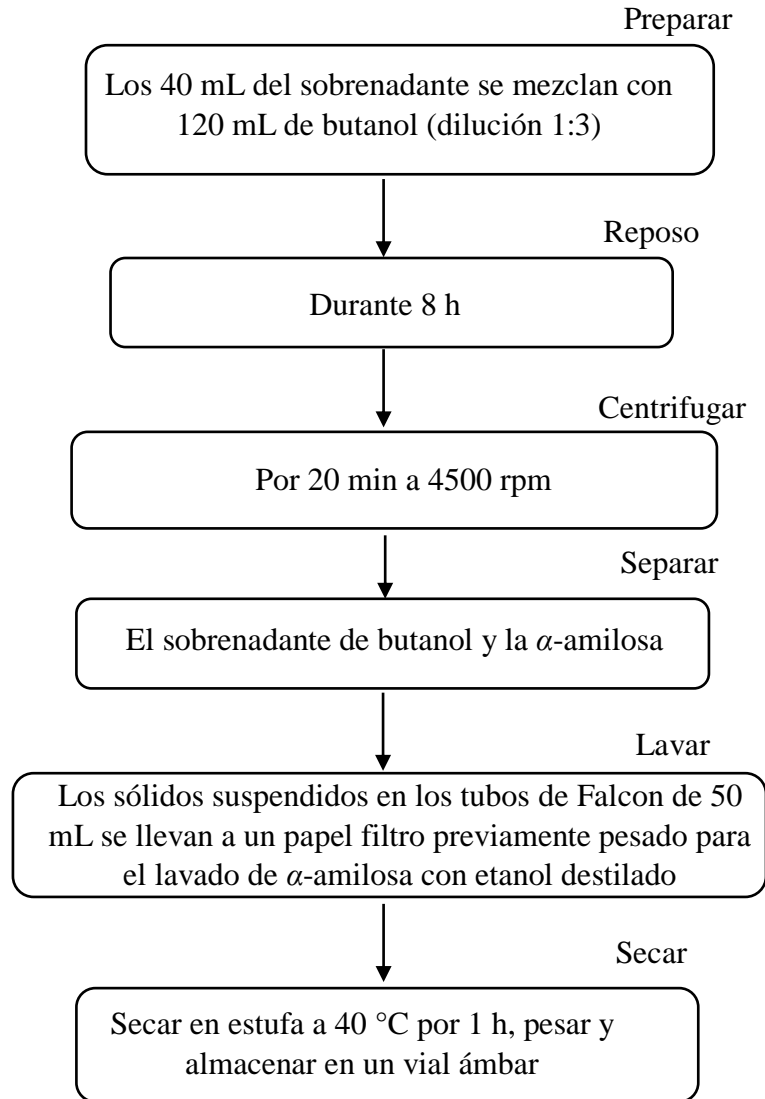 Preparar
Los 40 mL del sobrenadante se mezclan con
120 mL de butanol (dilución 1:3)
Reposo
Durante 8 h
Centrifugar
Por 20 min a 4500 rpm
Separar
El sobrenadante de butanol y la α-amilosa
Lavar
Los sólidos suspendidos en los tubos de Falcon de 50
mL se llevan a un papel filtro previamente pesado para
el lavado de α-amilosa con etanol destilado
Secar
Secar en estufa a 40 °C por 1 h, pesar y
almacenar en un vial ámbar